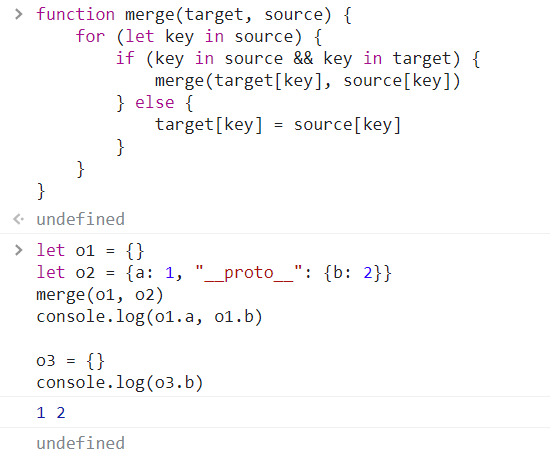 > function merge(target, source) {
    for (let key in source) {
        if (key in source && key in target) {
            merge(target[key], source[key])
        } else {
            target[key] = source[key]
        }
    }
}
undefined
> let o1 = {}
let o2 = {a: 1, "__proto__": {b: 2}}
merge(o1, o2)
console.log(o1.a, o1.b)

o3 = {}
console.log(o3.b)
1 2
undefined